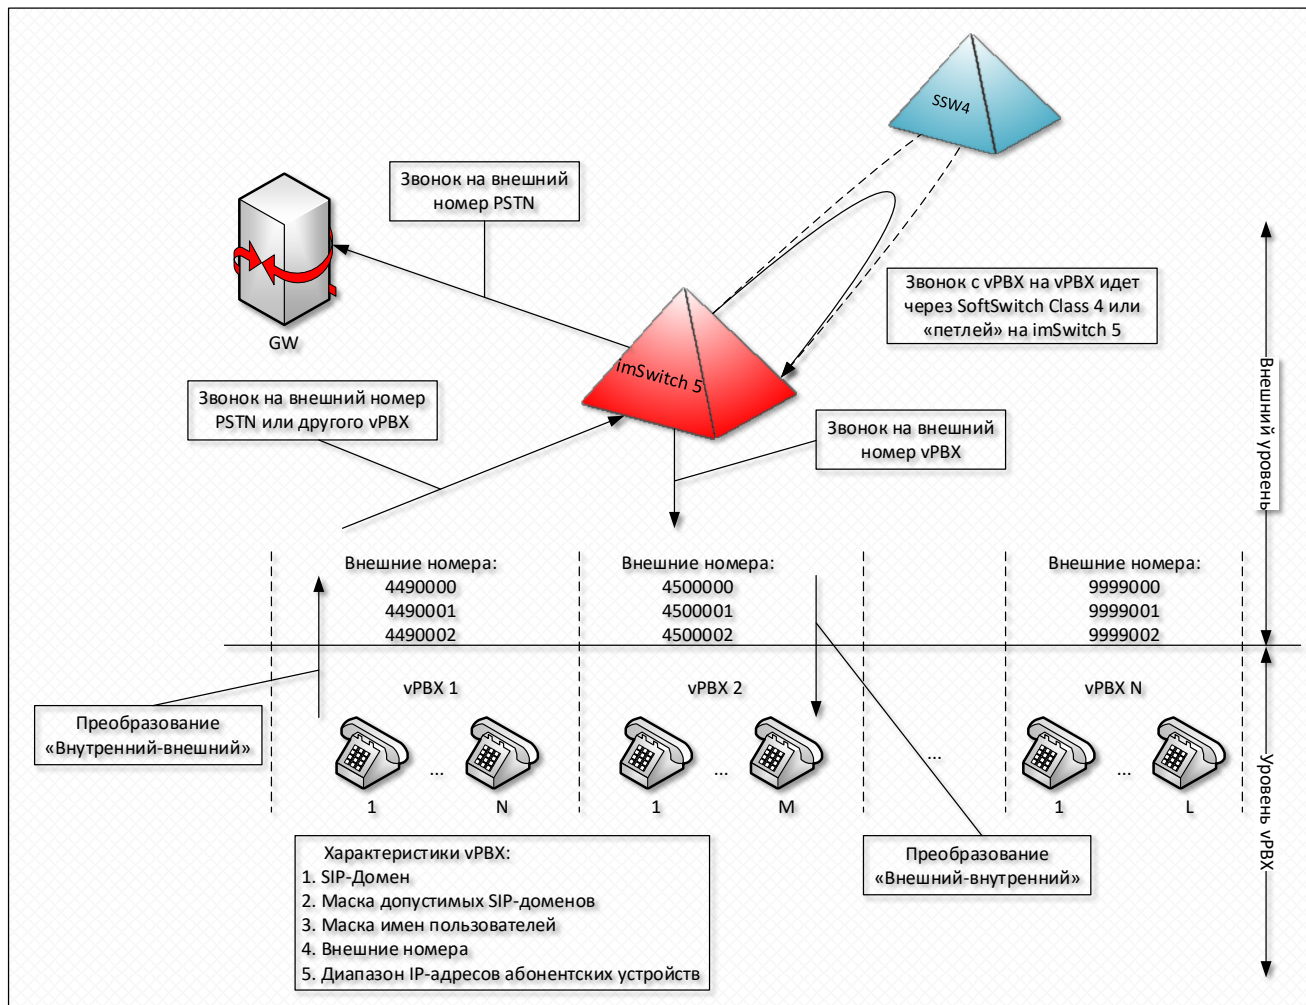 SSW4
Звонок на внешний
номер PSTN
Звонок с vPBX на vPBX идет
через SoftSwitch Class 4 или
«петлей» на imSwitch 5
GW
imSwitch 5
Звонок на внешний номер
PSTN или другого vPBX
Звонок на внешний
номер vPBX
Внешний уровень
Внешние номера:
4490000
4490001
4490002
Внешние номера:
4500000
4500001
4500002
Внешние номера:
9999000
9999001
9999002
vPBX 1
vPBX 2
vPBX N
Преобразование
«Внутренний-внешний»
...
...
...
...
1
N
1
M
1
L
Уровень vPBX
Характеристики vPBX:
1. SIP-Домен
2. Маска допустимых SIP-доменов
3. Маска имен пользователей
4. Внешние номера
5. Диапазон IP-адресов абонентских устройств
Преобразование
«Внешний-внутренний»